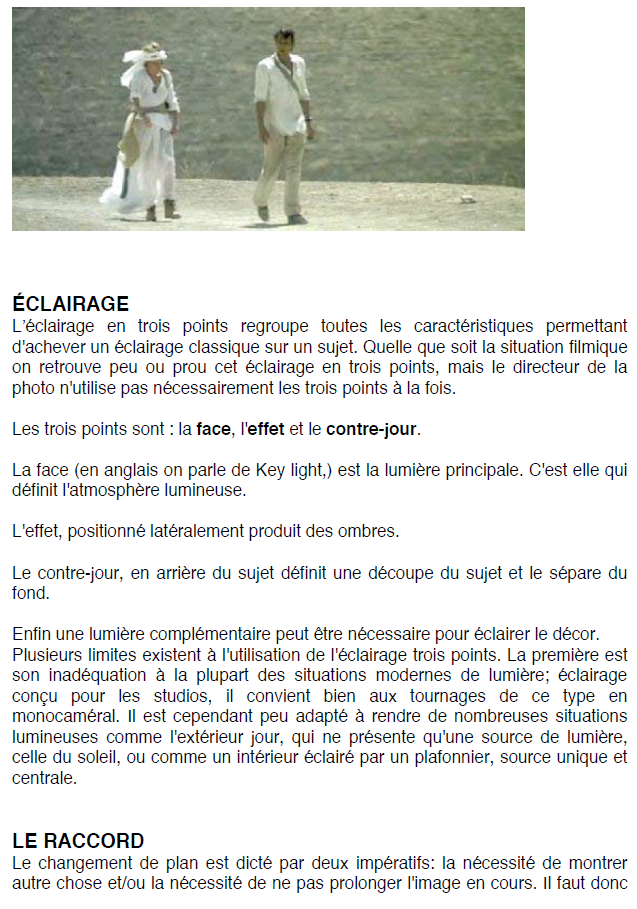 ÉCLAIRAGE
L'éclairage en trois points regroupe toutes les caractéristiques permettant
d'achever un éclairage classique sur un sujet. Quelle que soit la situation filmique
on retrouve peu ou prou cet éclairage en trois points, mais le directeur de la
photo n'utilise pas nécessairement les trois points à la fois.
Les trois points sont : la face, l'effet et le contre-jour.
La face (en anglais on parle de Key light,) est la lumière principale. C'est elle qui
définit l'atmosphère lumineuse.
L'effet, positionné latéralement produit des ombres.
Le contre-jour, en arrière du sujet définit une découpe du sujet et le sépare du
fond.
Enfin une lumière complémentaire peut être nécessaire pour éclairer le décor.
Plusieurs limites existent à l'utilisation de l'éclairage trois points. La première est
son inadéquation à la plupart des situations modernes de lumière; éclairage
conçu pour les studios, il convient bien aux tournages de ce type en
monocaméral. Il est cependant peu adapté à rendre de nombreuses situations
lumineuses comme l'extérieur jour, qui ne présente qu'une source de lumière,
celle du soleil, ou comme un intérieur éclairé par un plafonnier, source unique et
centrale.
LE RACCORD
Le changement de plan est dicté par deux impératifs: la nécessité de montrer
autre chose et/ou la nécessité de ne pas prolonger l'image en cours. Il faut donc